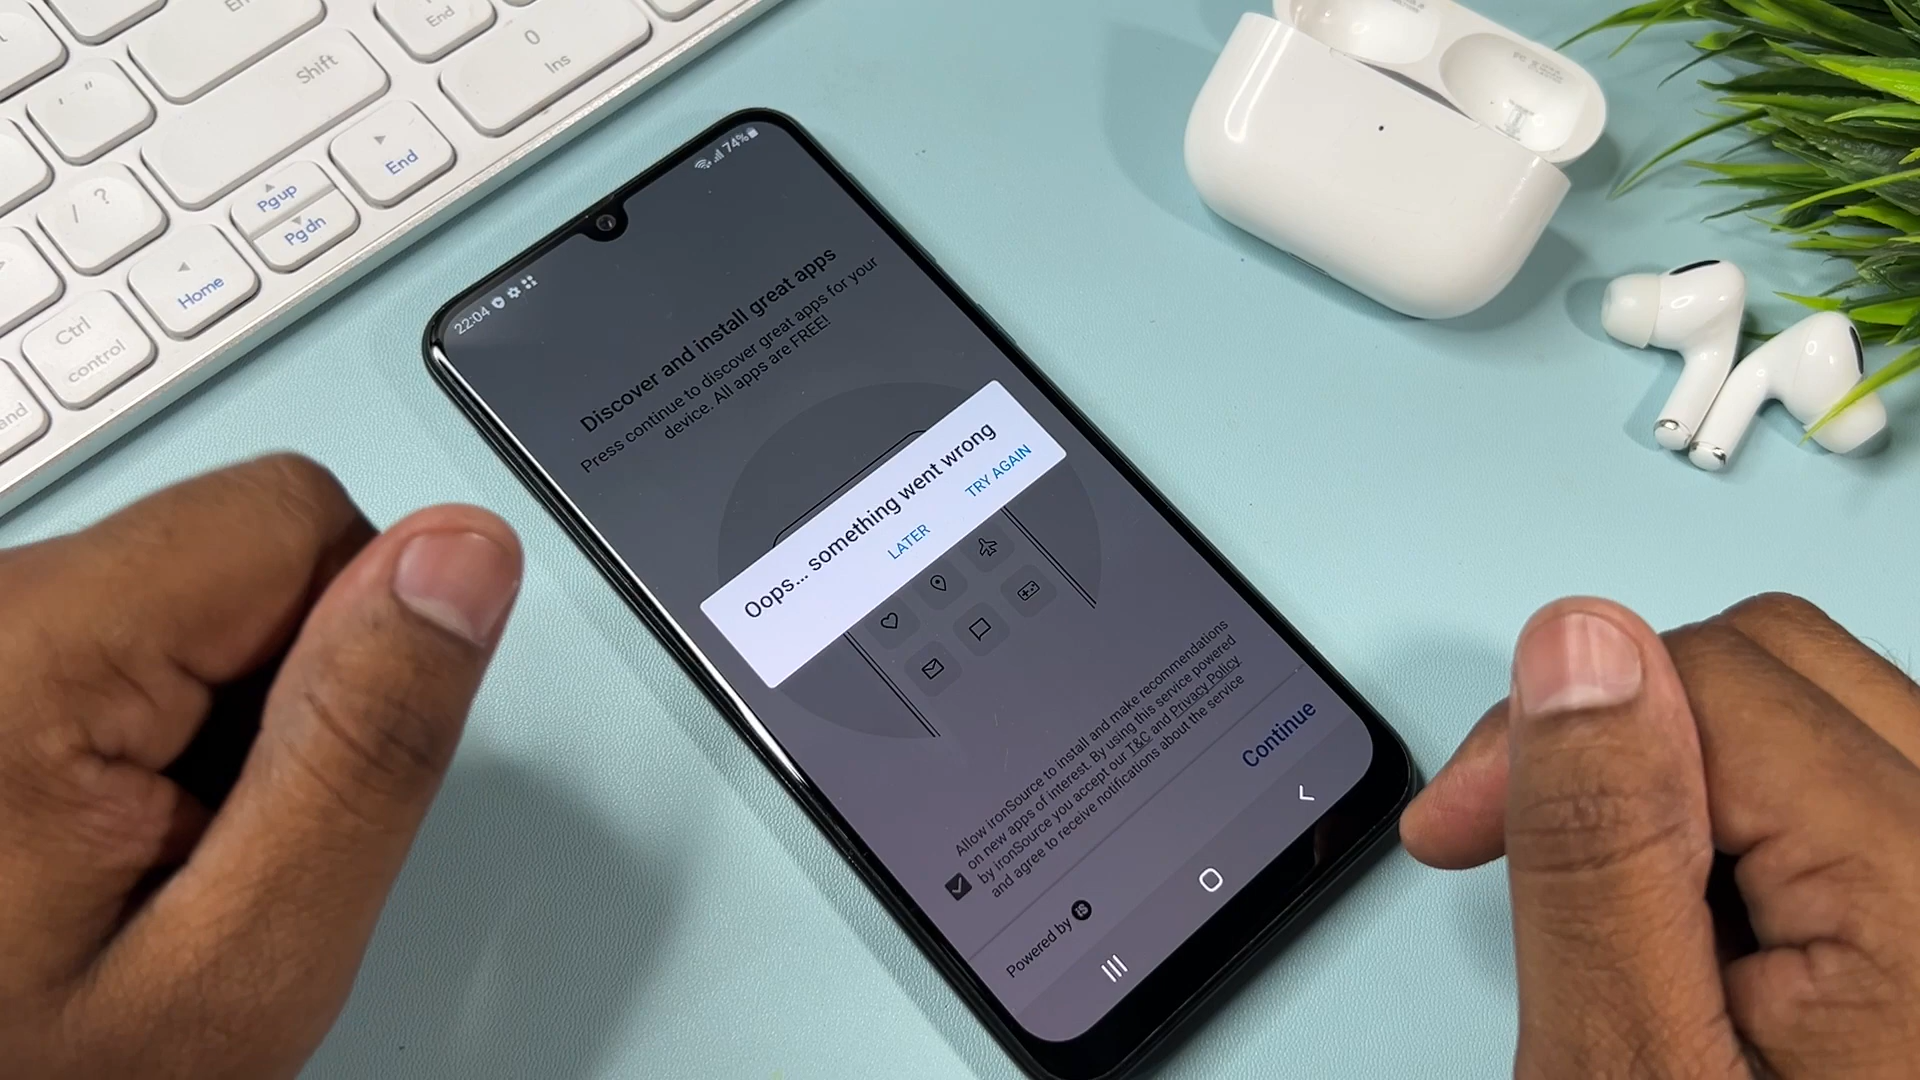 End
Shift
0
Ins
End
/ ?
Pgup
Pgdn
Home
Ctrl
control
74%
22:04
Discover and install great apps
Press continue to discover great apps for your
device. All apps are FREE!
Oops... something went wrong
LATER
TRY AGAIN
Allow ironSource to install and make recommendations
on new apps of interest. By using this service powered
by ironSource you accept our T&C and Privacy Policy
and agree to receive notifications about the service
Continue
Powered by iS